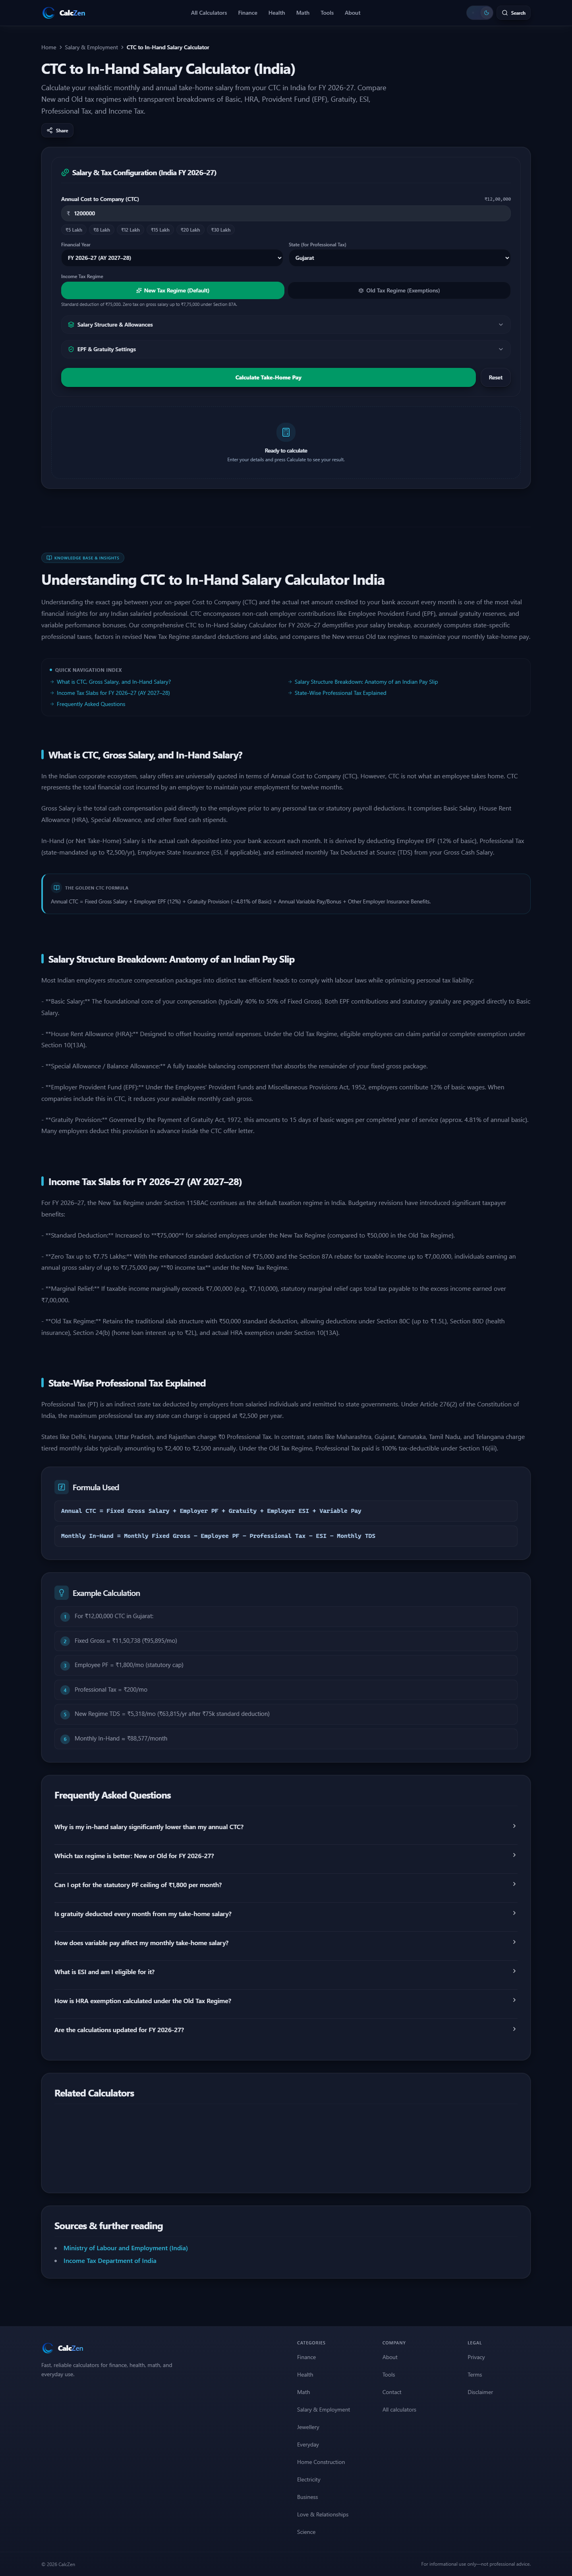 CalcZen
All Calculators Finance Health Math Tools About
Search
Home > Salary & Employment > CTC to In-Hand Salary Calculator
CTC to In-Hand Salary Calculator (India)
Calculate your realistic monthly and annual take-home salary from your CTC in India for FY 2026-27. Compare
New and Old tax regimes with transparent breakdowns of Basic, HRA, Provident Fund (EPF), Gratuity, ESI,
Professional Tax, and Income Tax.
Share
Salary & Tax Configuration (India FY 2026–27)
Annual Cost to Company (CTC)
₹12,00,000
₹ 1200000
₹5 Lakh ₹8 Lakh ₹12 Lakh ₹15 Lakh ₹20 Lakh ₹30 Lakh
Financial Year
State (for Professional Tax)
FY 2026–27 (AY 2027–28)
Gujarat
Income Tax Regime
New Tax Regime (Default)
Old Tax Regime (Exemptions)
Standard deduction of ₹75,000. Zero tax on gross salary up to ₹7,75,000 under Section 87A.
Salary Structure & Allowances
EPF & Gratuity Settings
Calculate Take-Home Pay
Reset
Ready to calculate
Enter your details and press Calculate to see your result.
KNOWLEDGE BASE & INSIGHTS
Understanding CTC to In-Hand Salary Calculator India
Understanding the exact gap between your on-paper Cost to Company (CTC) and the actual net amount credited to your bank account every month is one of the most vital
financial insights for any Indian salaried professional. CTC encompasses non-cash employer contributions like Employee Provident Fund (EPF), annual gratuity reserves, and
variable performance bonuses. Our comprehensive CTC to In-Hand Salary Calculator for FY 2026–27 demystifies your salary breakup, accurately computes state-specific
professional taxes, factors in revised New Tax Regime standard deductions and slabs, and compares the New versus Old tax regimes to maximize your monthly take-home pay.
QUICK NAVIGATION INDEX
What is CTC, Gross Salary, and In-Hand Salary?
Salary Structure Breakdown: Anatomy of an Indian Pay Slip
Income Tax Slabs for FY 2026–27 (AY 2027–28)
State-Wise Professional Tax Explained
Frequently Asked Questions
What is CTC, Gross Salary, and In-Hand Salary?
In the Indian corporate ecosystem, salary offers are universally quoted in terms of Annual Cost to Company (CTC). However, CTC is not what an employee takes home. CTC
represents the total financial cost incurred by an employer to maintain your employment for twelve months.
Gross Salary is the total cash compensation paid directly to the employee prior to any personal tax or statutory payroll deductions. It comprises Basic Salary, House Rent
Allowance (HRA), Special Allowance, and other fixed cash stipends.
In-Hand (or Net Take-Home) Salary is the actual cash deposited into your bank account each month. It is derived by deducting Employee EPF (12% of basic), Professional Tax
(state-mandated up to ₹2,500/yr), Employee State Insurance (ESI, if applicable), and estimated monthly Tax Deducted at Source (TDS) from your Gross Cash Salary.
THE GOLDEN CTC FORMULA
Annual CTC = Fixed Gross Salary + Employer EPF (12%) + Gratuity Provision (~4.81% of Basic) + Annual Variable Pay/Bonus + Other Employer Insurance Benefits.
Salary Structure Breakdown: Anatomy of an Indian Pay Slip
Most Indian employers structure compensation packages into distinct tax-efficient heads to comply with labour laws while optimizing personal tax liability:
- **Basic Salary:** The foundational core of your compensation (typically 40% to 50% of Fixed Gross). Both EPF contributions and statutory gratuity are pegged directly to Basic
Salary.
- **House Rent Allowance (HRA):** Designed to offset housing rental expenses. Under the Old Tax Regime, eligible employees can claim partial or complete exemption under
Section 10(13A).
- **Special Allowance / Balance Allowance:** A fully taxable balancing component that absorbs the remainder of your fixed gross package.
- **Employer Provident Fund (EPF):** Under the Employees' Provident Funds and Miscellaneous Provisions Act, 1952, employers contribute 12% of basic wages. When
companies include this in CTC, it reduces your available monthly cash gross.
- **Gratuity Provision:** Governed by the Payment of Gratuity Act, 1972, this amounts to 15 days of basic wages per completed year of service (approx. 4.81% of annual basic).
Many employers deduct this provision in advance inside the CTC offer letter.
Income Tax Slabs for FY 2026–27 (AY 2027–28)
For FY 2026–27, the New Tax Regime under Section 115BAC continues as the default taxation regime in India. Budgetary revisions have introduced significant taxpayer
benefits:
- **Standard Deduction:** Increased to **₹75,000** for salaried employees under the New Tax Regime (compared to ₹50,000 in the Old Tax Regime).
- **Zero Tax up to ₹7.75 Lakhs:** With the enhanced standard deduction of ₹75,000 and the Section 87A rebate for taxable income up to ₹7,00,000, individuals earning an
annual gross salary of up to ₹7,75,000 pay **₹0 income tax** under the New Tax Regime.
- **Marginal Relief:** If taxable income marginally exceeds ₹7,00,000 (e.g., ₹7,10,000), statutory marginal relief caps total tax payable to the excess income earned over
₹7,00,000.
- **Old Tax Regime:** Retains the traditional slab structure with ₹50,000 standard deduction, allowing deductions under Section 80C (up to ₹1.5L), Section 80D (health
insurance), Section 24(b) (home loan interest up to ₹2L), and actual HRA exemption under Section 10(13A).
State-Wise Professional Tax Explained
Professional Tax (PT) is an indirect state tax deducted by employers from salaried individuals and remitted to state governments. Under Article 276(2) of the Constitution of
India, the maximum professional tax any state can charge is capped at ₹2,500 per year.
States like Delhi, Haryana, Uttar Pradesh, and Rajasthan charge ₹0 Professional Tax. In contrast, states like Maharashtra, Gujarat, Karnataka, Tamil Nadu, and Telangana charge
tiered monthly slabs typically amounting to ₹2,400 to ₹2,500 annually. Under the Old Tax Regime, Professional Tax paid is 100% tax-deductible under Section 16(iii).
Formula Used
Annual CTC = Fixed Gross Salary + Employer PF + Gratuity + Employer ESI + Variable Pay
Monthly In-Hand = Monthly Fixed Gross − Employee PF − Professional Tax − ESI − Monthly TDS
Example Calculation
1 For ₹12,00,000 CTC in Gujarat:
2 Fixed Gross = ₹11,50,738 (₹95,895/mo)
3 Employee PF = ₹1,800/mo (statutory cap)
4 Professional Tax = ₹200/mo
5 New Regime TDS = ₹5,318/mo (₹63,815/yr after ₹75k standard deduction)
6 Monthly In-Hand = ₹88,577/month
Frequently Asked Questions
Why is my in-hand salary significantly lower than my annual CTC?
Which tax regime is better: New or Old for FY 2026-27?
Can I opt for the statutory PF ceiling of ₹1,800 per month?
Is gratuity deducted every month from my take-home salary?
How does variable pay affect my monthly take-home salary?
What is ESI and am I eligible for it?
How is HRA exemption calculated under the Old Tax Regime?
Are the calculations updated for FY 2026-27?
Related Calculators
Sources & further reading
Ministry of Labour and Employment (India)
Income Tax Department of India
CalcZen
Fast, reliable calculators for finance, health, math, and
everyday use.
CATEGORIES
Finance
Health
Math
Salary & Employment
Jewellery
Everyday
Home Construction
Electricity
Business
Love & Relationships
Science
COMPANY
About
Tools
Contact
All calculators
LEGAL
Privacy
Terms
Disclaimer
© 2026 CalcZen
For informational use only—not professional advice.